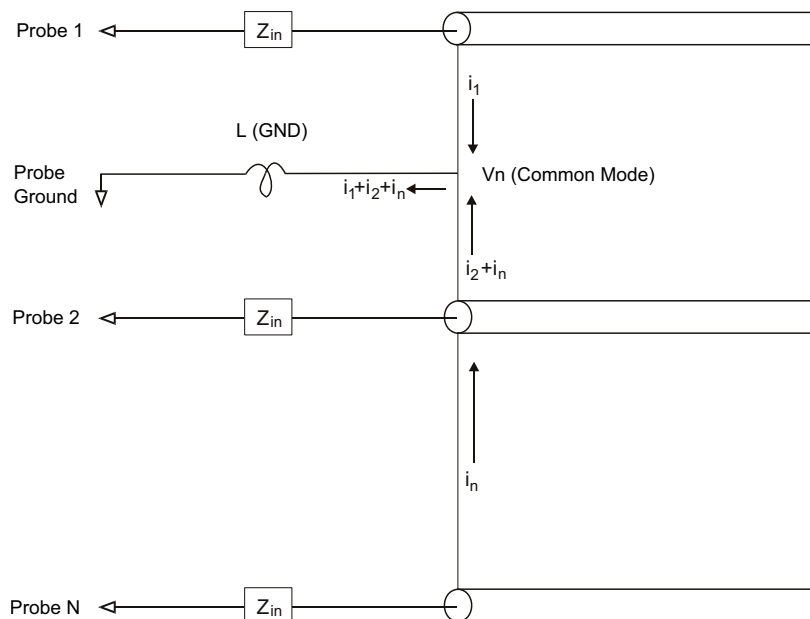 Probe 1
Zin
i1
L (GND)
Probe
Ground
Vn (Common Mode)
i1+i2+in
i2+in
Probe 2
Zin
in
Probe N
Zin